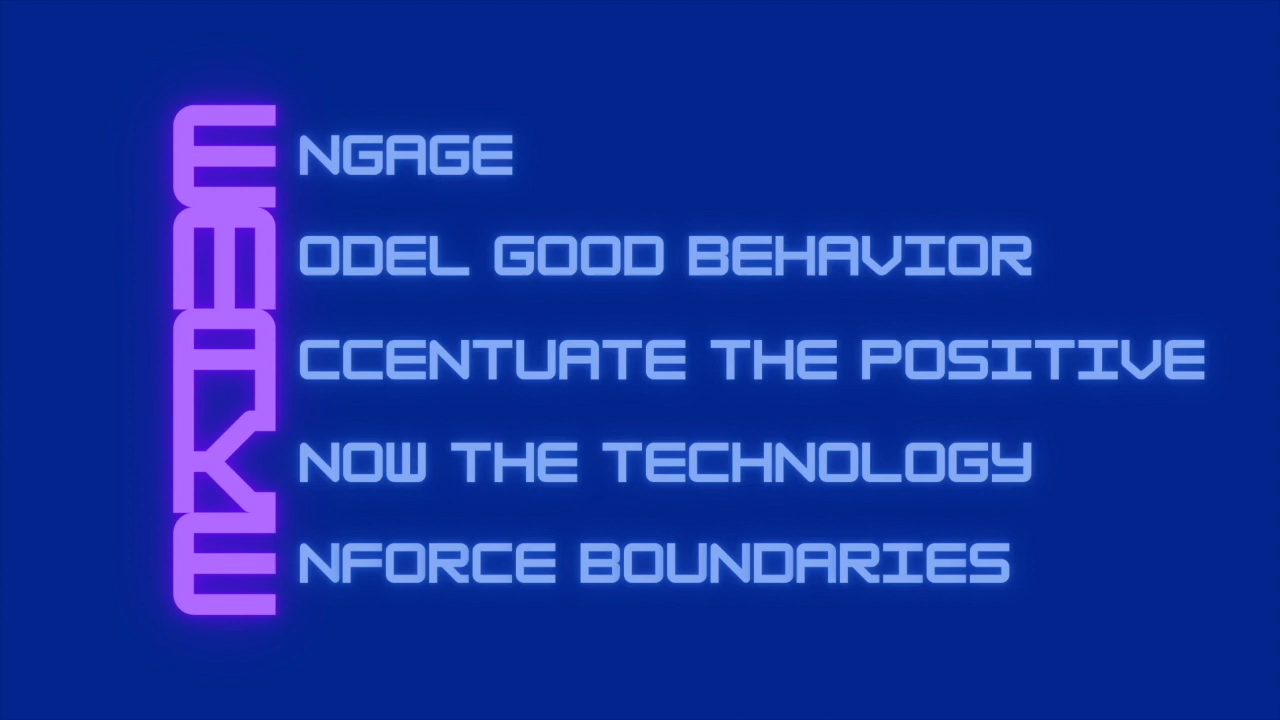 ENGAGE
MODEL GOOD BEHAVIOR
ACCENTUATE THE POSITIVE
KNOW THE TECHNOLOGY
ENFORCE BOUNDARIES